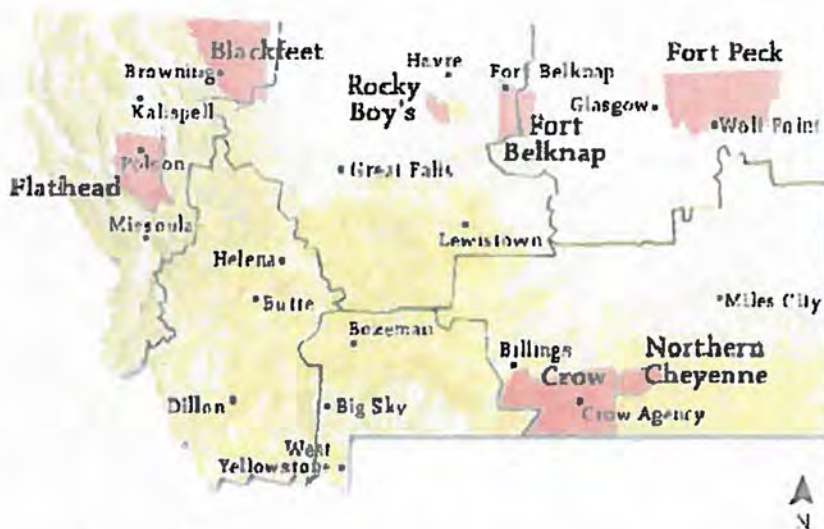 Blackfeet
Browning
Kalispell
Polson
Flathead
Missoula
Helena
Butte
Dillon
Havre
Rocky
Boy's
Great Falls
Fort Belknap
Fort
Belknap
Fort Peck
Glasgow
Wolf Point
Lewistown
Miles City
Bozeman
Billings
Northern
Cheyenne
Crow
Crow Agency
Big Sky
West
Yellowstone
N